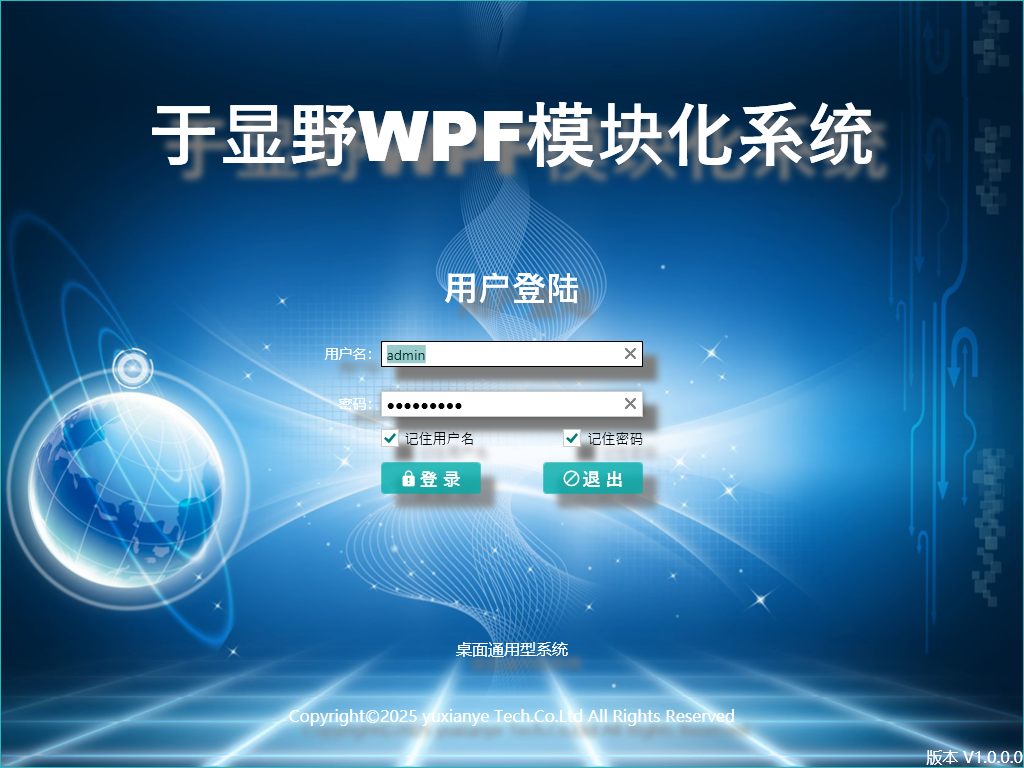 于显野WPF模块化系统
用户登陆
用户名: admin
密码: ●●●●●●●●●
记住用户名 记住密码
登 录 退 出
桌面通用型系统
Copyright©2025 yuxianye Tech.Co.Ltd All Rights Reserved
版本 V1.0.0.0